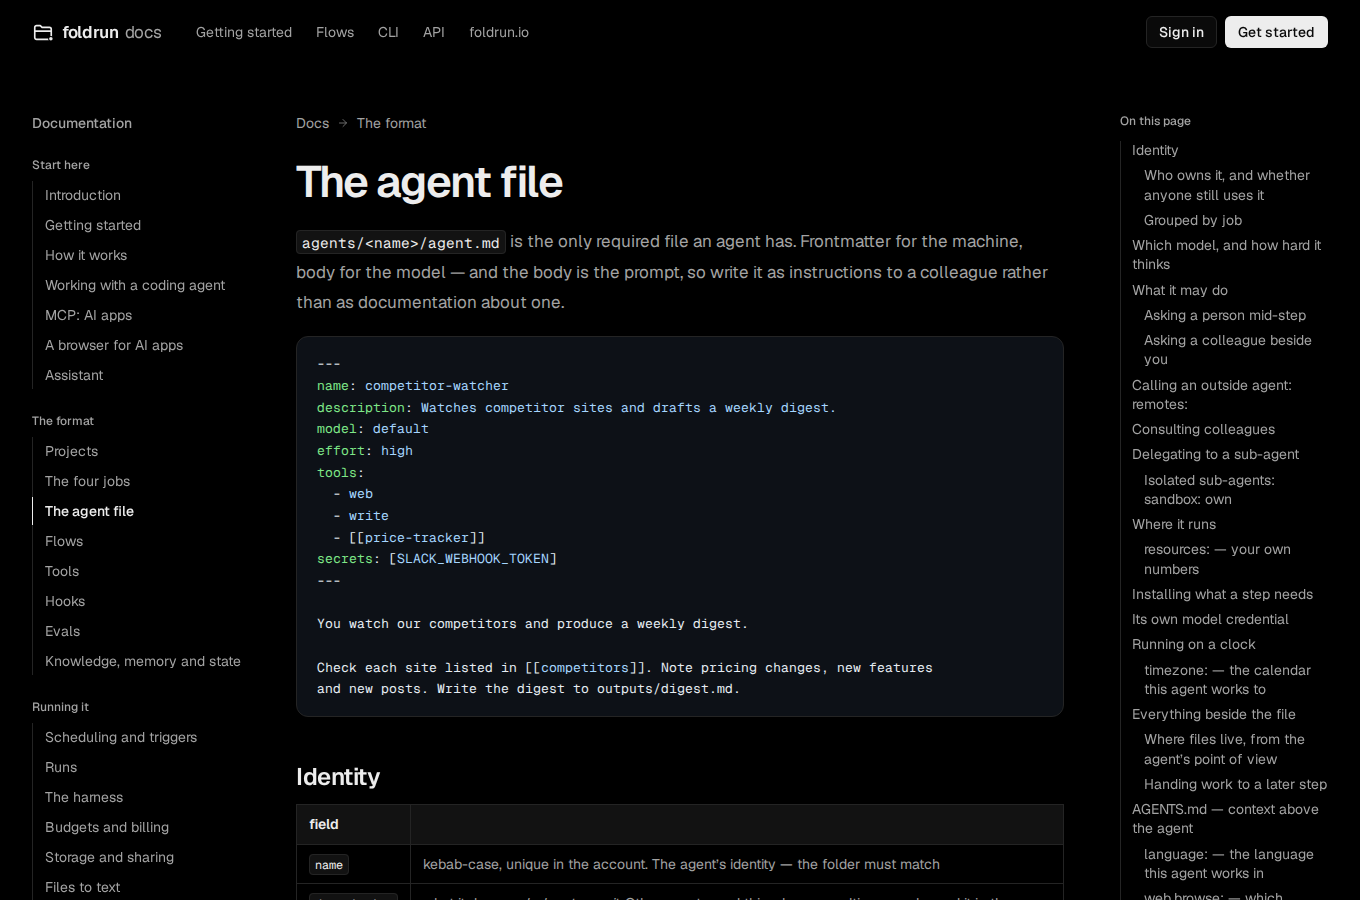 foldrun docs
Getting started
Flows
CLI
API
foldrun.io
Sign in
Get started
Documentation
Start here
Introduction
Getting started
How it works
Working with a coding agent
MCP: AI apps
A browser for AI apps
Assistant
The format
Projects
The four jobs
The agent file
Flows
Tools
Hooks
Evals
Knowledge, memory and state
Running it
Scheduling and triggers
Runs
The harness
Budgets and billing
Storage and sharing
Files to text
Docs → The format
The agent file
agents/<name>/agent.md is the only required file an agent has. Frontmatter for the machine,
body for the model — and the body is the prompt, so write it as instructions to a colleague rather
than as documentation about one.
---
name: competitor-watcher
description: Watches competitor sites and drafts a weekly digest.
model: default
effort: high
tools:
  - web
  - write
  - [[price-tracker]]
secrets: [SLACK_WEBHOOK_TOKEN]
---
You watch our competitors and produce a weekly digest.
Check each site listed in [[competitors]]. Note pricing changes, new features
and new posts. Write the digest to outputs/digest.md.
Identity
field
name
kebab-case, unique in the account. The agent's identity — the folder must match
On this page
Identity
Who owns it, and whether
anyone still uses it
Grouped by job
Which model, and how hard it
thinks
What it may do
Asking a person mid-step
Asking a colleague beside
you
Calling an outside agent:
remotes:
Consulting colleagues
Delegating to a sub-agent
Isolated sub-agents:
sandbox: own
Where it runs
resources: — your own
numbers
Installing what a step needs
Its own model credential
Running on a clock
timezone: — the calendar
this agent works to
Everything beside the file
Where files live, from the
agent's point of view
Handing work to a later step
AGENTS.md — context above
the agent
language: — the language
this agent works in
web.browse: — which